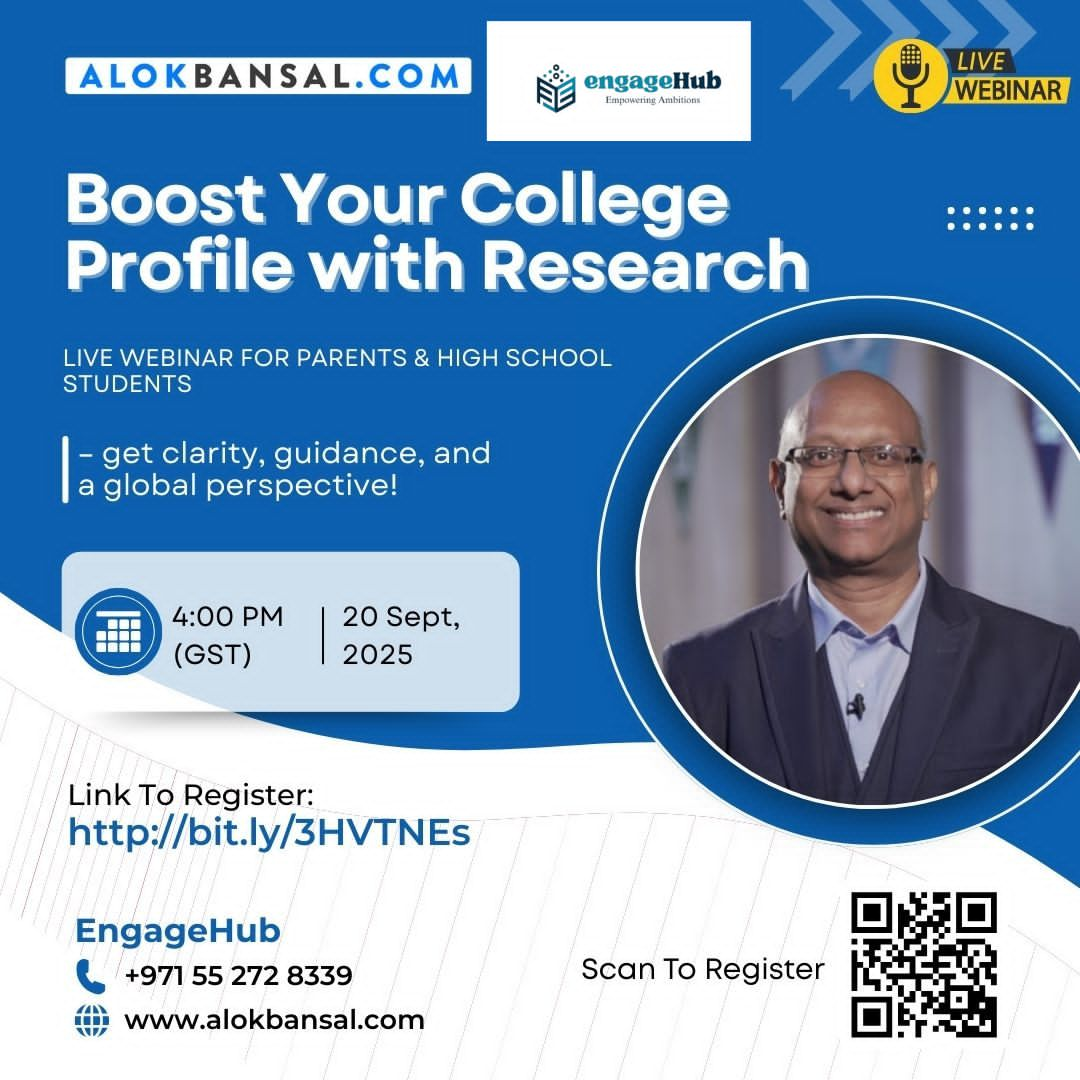 ALOKBANSAL.COM
engageHub
Empowering Ambitions
LIVE
WEBINAR
Boost Your College
Profile with Research
LIVE WEBINAR FOR PARENTS & HIGH SCHOOL
STUDENTS
– get clarity, guidance, and
a global perspective!
4:00 PM
(GST)
20 Sept,
2025
Link To Register:
http://bit.ly/3HVTNEs
EngageHub
+971 55 272 8339
www.alokbansal.com
Scan To Register